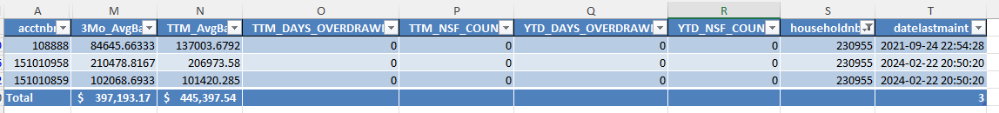 A M N O P Q R S T
acctnbr 3Mo_AvgBa TTM_AvgBa TTM_DAYS_OVERDRAW TTM_NSF_COUN YTD_DAYS_OVERDRAW YTD_NSF_COUN householdnb datelastmaint
108888 84645.66333 137003.6792 0 0 0 0 230955 2021-09-24 22:54:28
151010958 210478.8167 206973.58 0 0 0 0 230955 2024-02-22 20:50:20
151010859 102068.6933 101420.285 0 0 0 0 230955 2024-02-22 20:50:20
Total $ 397,193.17 $ 445,397.54 3